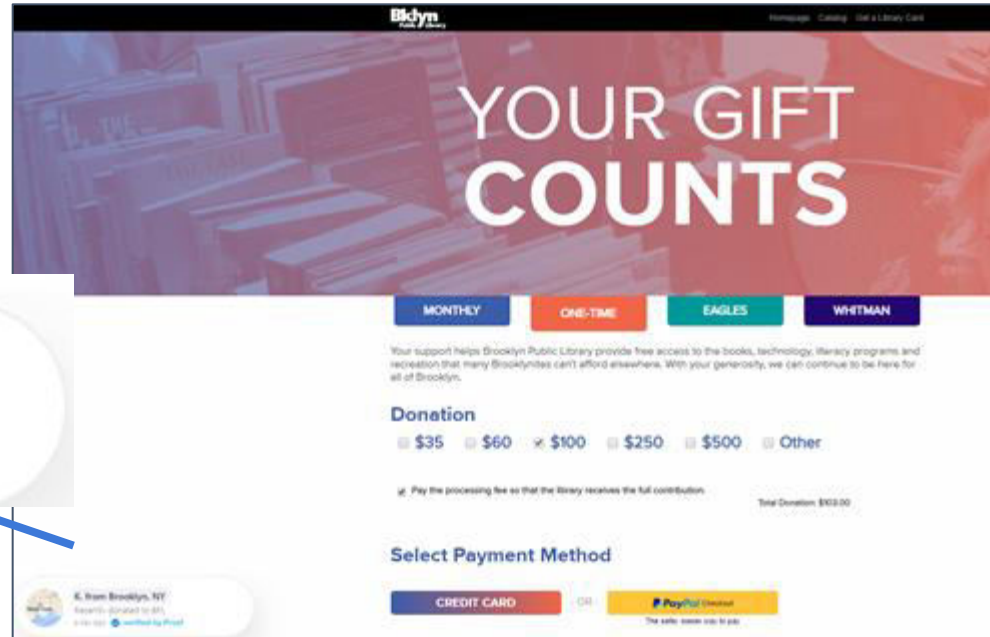 Bklyn
Public Library
Homepage Catalog Get a Library Card
YOUR GIFT
COUNTS
MONTHLY ONE-TIME EAGLES WHITMAN
Your support helps Brooklyn Public Library provide free access to the books, technology, literacy programs and
recreation that many Brooklynites can't afford elsewhere. With your generosity, we can continue to be here for
all of Brooklyn.
Donation
$35 $60 $100 $250 $500 Other
Pay the processing fee so that the library receives the full contribution.
Total Donation: $103.00
Select Payment Method
CREDIT CARD OR PayPal Checkout
The safer, easier way to pay
K. from Brooklyn, NY
Recently donated to BPL
a day ago verified by Proof